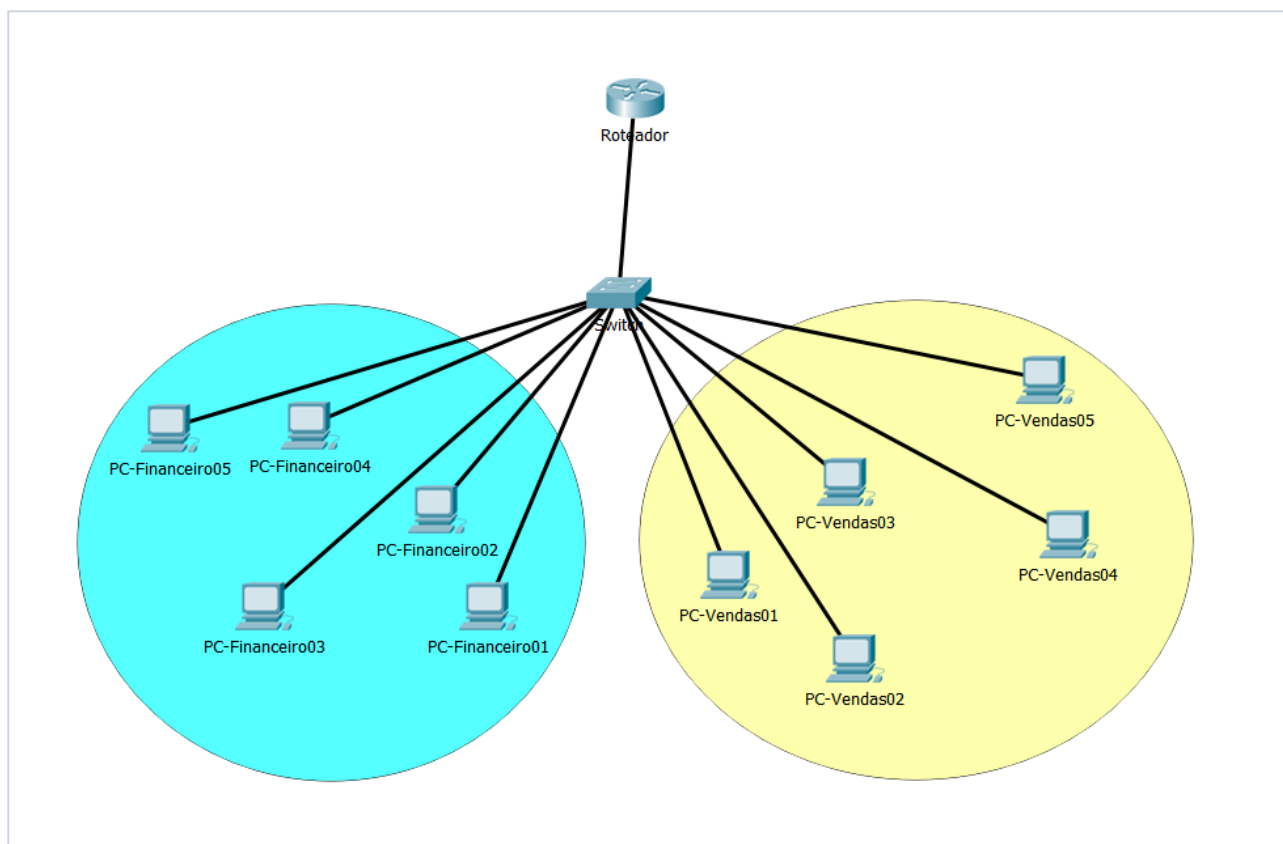 Roteador
Switch
PC-Vendas05
PC-Financeiro05
PC-Financeiro04
PC-Vendas03
PC-Financeiro02
PC-Vendas04
PC-Vendas01
PC-Financeiro03
PC-Financeiro01
PC-Vendas02